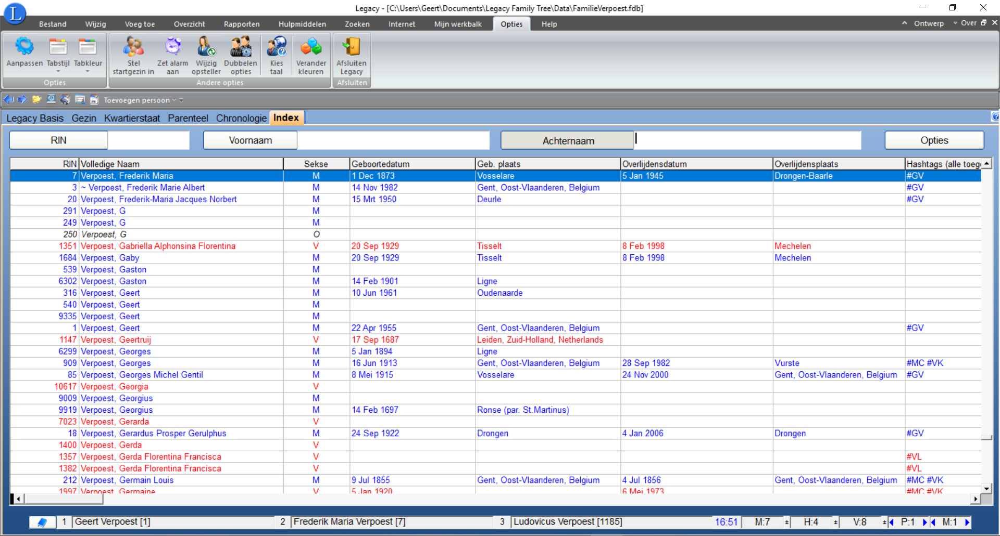 Legacy - [C:\Users\Geert\Documents\Legacy Family Tree\Data\FamilieVerpoest.fdb]
L
Bestand Wijzig Voeg toe Overzicht Rapporten Hulpmiddelen Zoeken Internet Mijn werkbalk Opties Help Ontwerp Over
Aanpassen Tabstijl Tabkleur Stel startgezin in Zet alarm aan Wijzig opsteller Dubbelen opties Kies taal Verander kleuren Afsluiten Legacy
Opties Andere opties Afsluiten
Toevoegen persoon
Legacy Basis Gezin Kwartierstaat Parenteel Chronologie Index
RIN Voornaam Achternaam Opties
RIN Volledige Naam Sekse Geboortedatum Geb. plaats Overlijdensdatum Overlijdensplaats Hashtags (alle toeg
7 Verpoest, Frederik Maria M 1 Dec 1873 Vosselare 5 Jan 1945 Drongen-Baarle #GV
3 ~ Verpoest, Frederik Marie Albert M 14 Nov 1982 Gent, Oost-Vlaanderen, Belgium #GV
20 Verpoest, Frederik-Maria Jacques Norbert M 15 Mrt 1950 Deurle #GV
291 Verpoest, G M
249 Verpoest, G M
250 Verpoest, G O
1351 Verpoest, Gabriella Alphonsina Florentina V 20 Sep 1929 Tisselt 8 Feb 1998 Mechelen
1684 Verpoest, Gaby M 20 Sep 1929 Tisselt 8 Feb 1998 Mechelen
539 Verpoest, Gaston M
6302 Verpoest, Gaston M 14 Feb 1901 Ligne
316 Verpoest, Geert M 10 Jun 1961 Oudenaarde
540 Verpoest, Geert M
9335 Verpoest, Geert M
1 Verpoest, Geert M 22 Apr 1955 Gent, Oost-Vlaanderen, Belgium #GV
1147 Verpoest, Geertruij V 17 Sep 1687 Leiden, Zuid-Holland, Netherlands
6299 Verpoest, Georges M 5 Jan 1894 Ligne
909 Verpoest, Georges M 16 Jun 1913 Gent, Oost-Vlaanderen, Belgium 28 Sep 1982 Vurste #MC #VK
85 Verpoest, Georges Michel Gentil M 8 Mei 1915 Vosselare 24 Nov 2000 Gent, Oost-Vlaanderen, Belgium #GV
10617 Verpoest, Georgia V
9009 Verpoest, Georgius M
9919 Verpoest, Georgius M 14 Feb 1697 Ronse (par. St.Martinus)
7023 Verpoest, Gerarda V
18 Verpoest, Gerardus Prosper Gerulphus M 24 Sep 1922 Drongen 4 Jan 2006 Drongen #GV
1400 Verpoest, Gerda V
1357 Verpoest, Gerda Florentina Francisca V #VL
1382 Verpoest, Gerda Florentina Francisca V #VL
212 Verpoest, Germain Louis M 9 Jul 1855 Gent, Oost-Vlaanderen, Belgium 4 Jul 1856 Gent, Oost-Vlaanderen, Belgium #MC #VK
1997 Verpoest, Germaine V 5 Jan 1920 6 Mei 1973 #MC #VK
1 Geert Verpoest [1] 2 Frederik Maria Verpoest [7] 3 Ludovicus Verpoest [1185] 16:51 M:7 ± H:4 ± V:8 ± P:1 M:1